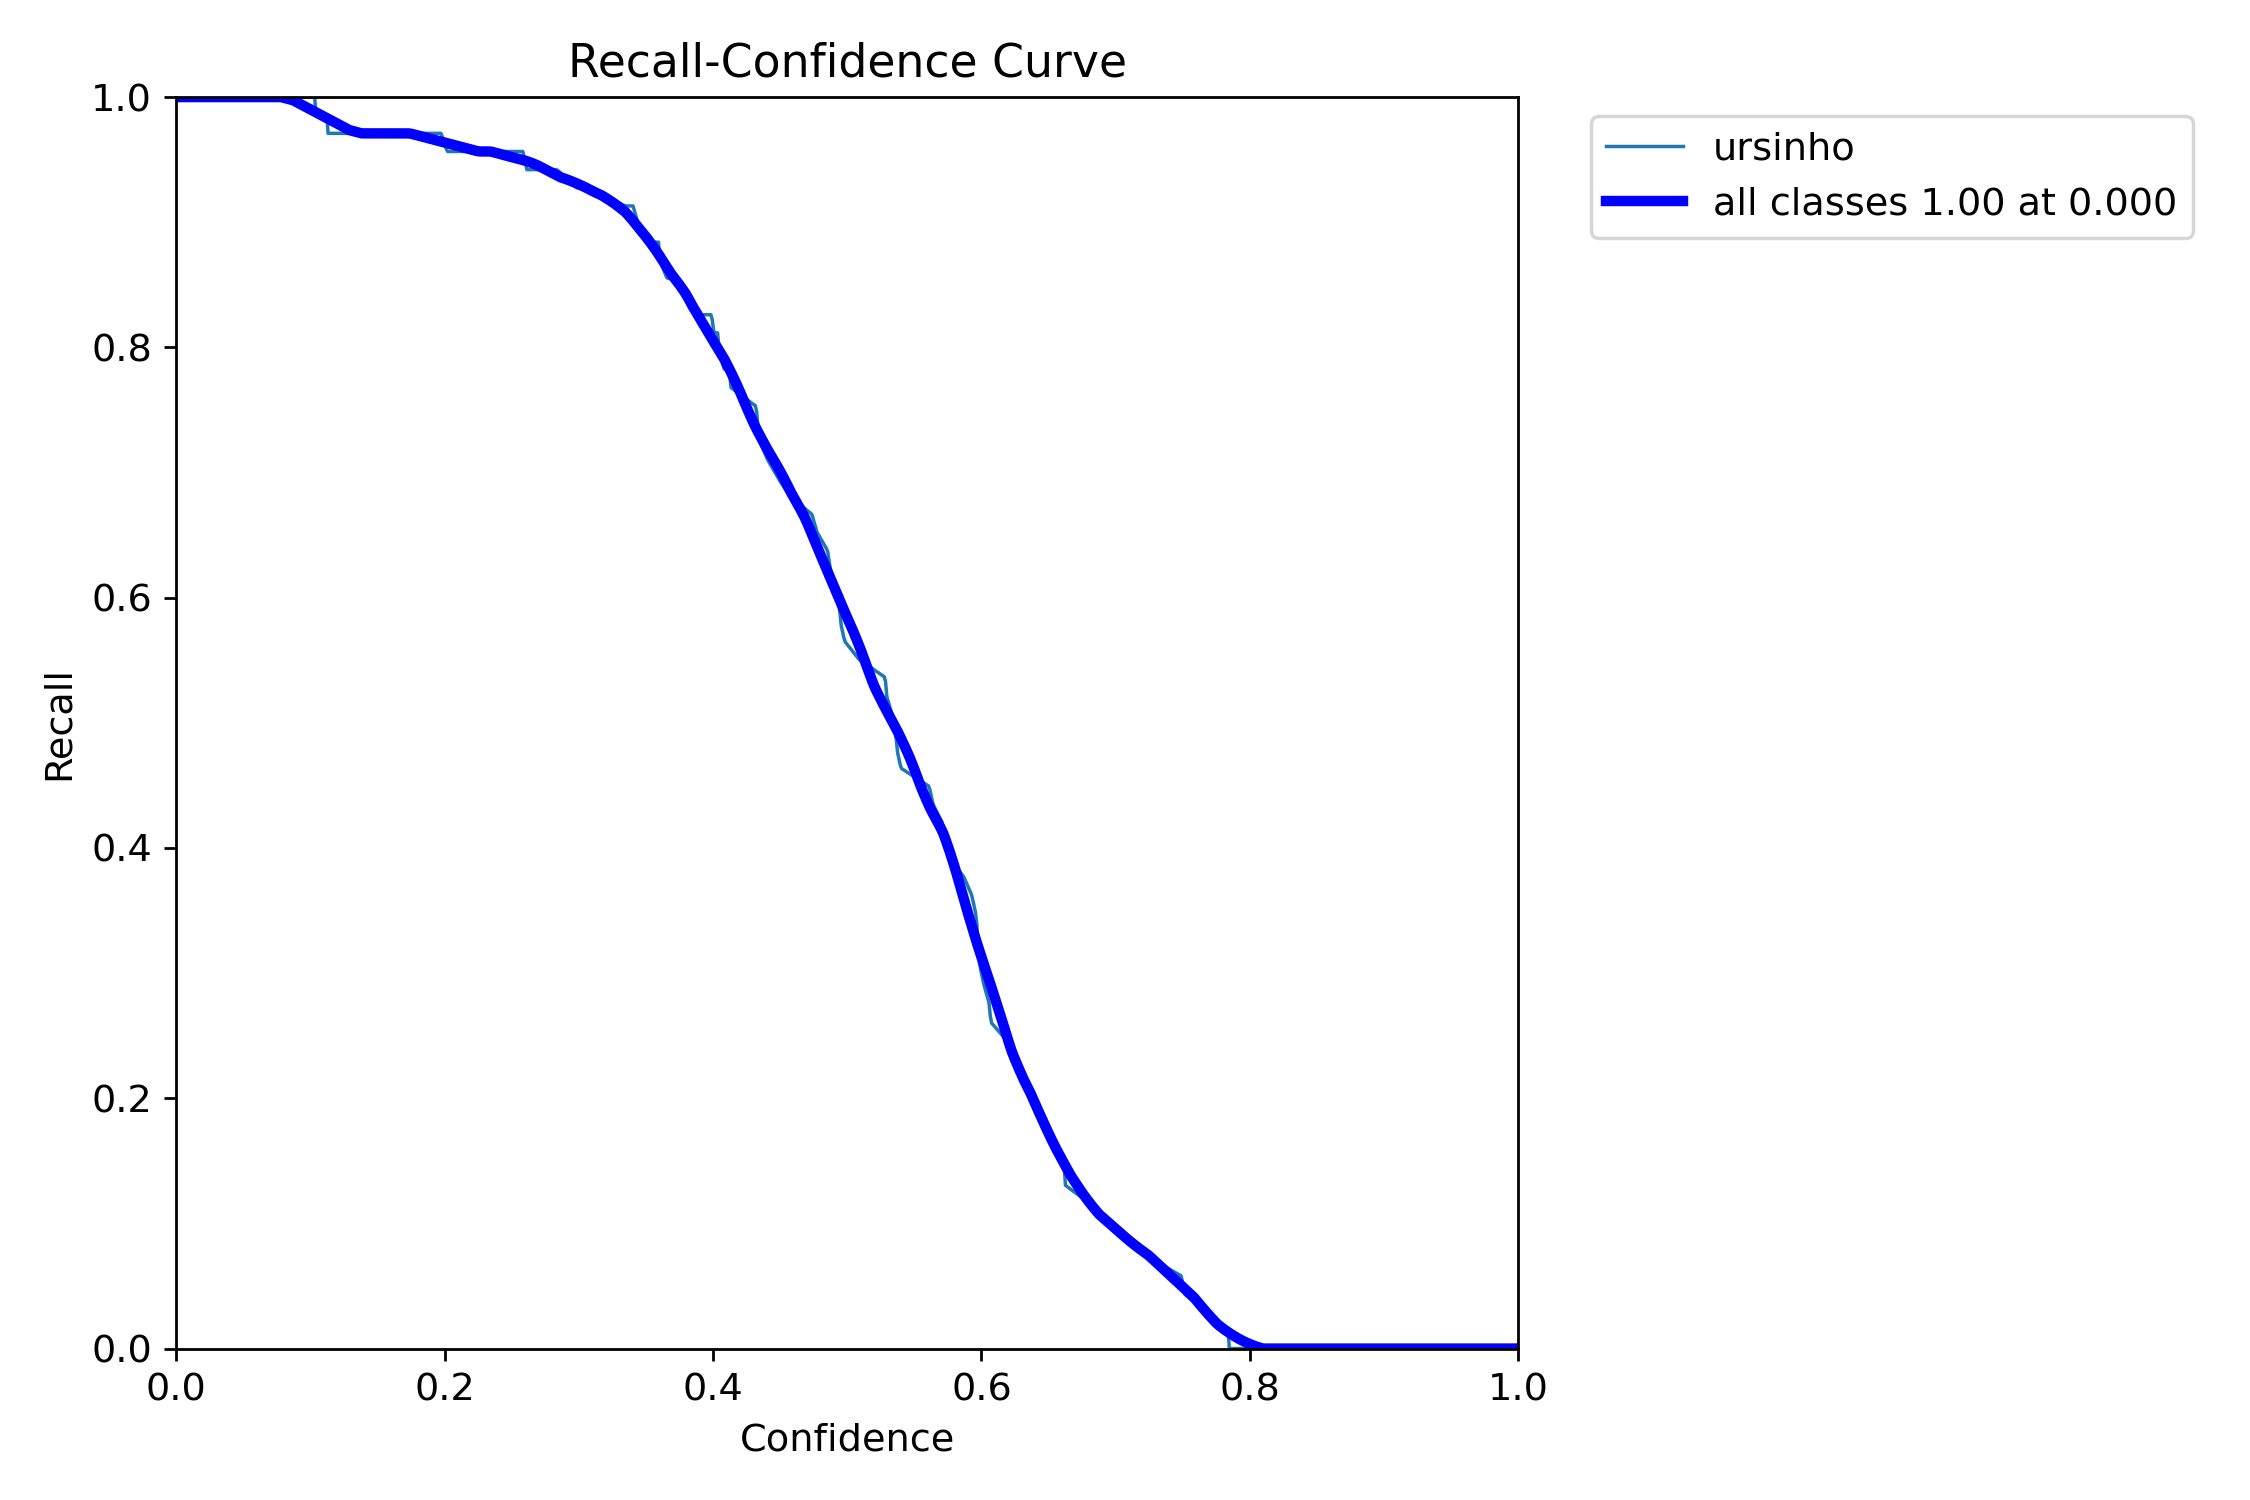 Recall-Confidence Curve
ursinho
all classes 1.00 at 0.000
Recall
1.0
0.8
0.6
0.4
0.2
0.0
0.0 0.2 0.4 0.6 0.8 1.0
Confidence